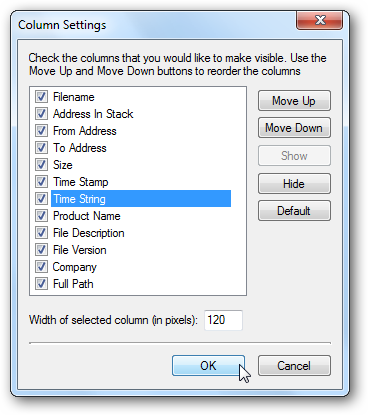 Column Settings
Check the columns that you would like to make visible. Use the
Move Up and Move Down buttons to reorder the columns
Filename
Address In Stack
From Address
To Address
Size
Time Stamp
Time String
Product Name
File Description
File Version
Company
Full Path
Move Up
Move Down
Show
Hide
Default
Width of selected column (in pixels): 120
OK
Cancel